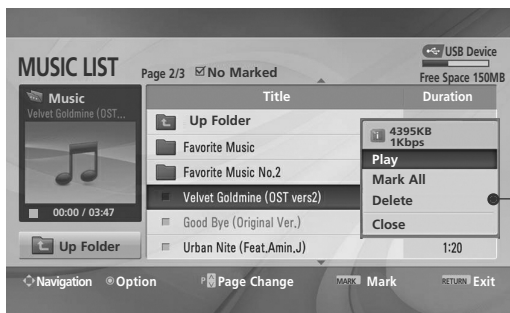 USB Device
MUSIC LIST
Page 2/3 No Marked
Free Space 150MB
Music
Velvet Goldmine (OST...
00:00 / 03:47
Up Folder
Title
Duration
Up Folder
Favorite Music
Favorite Music No.2
Velvet Goldmine (OST vers2)
Good Bye (Original Ver.)
Urban Nite (Feat,Amin,J)
1:20
4395KB
1Kbps
Play
Mark All
Delete
Close
Navigation Option P Page Change MARK Mark RETURN Exit